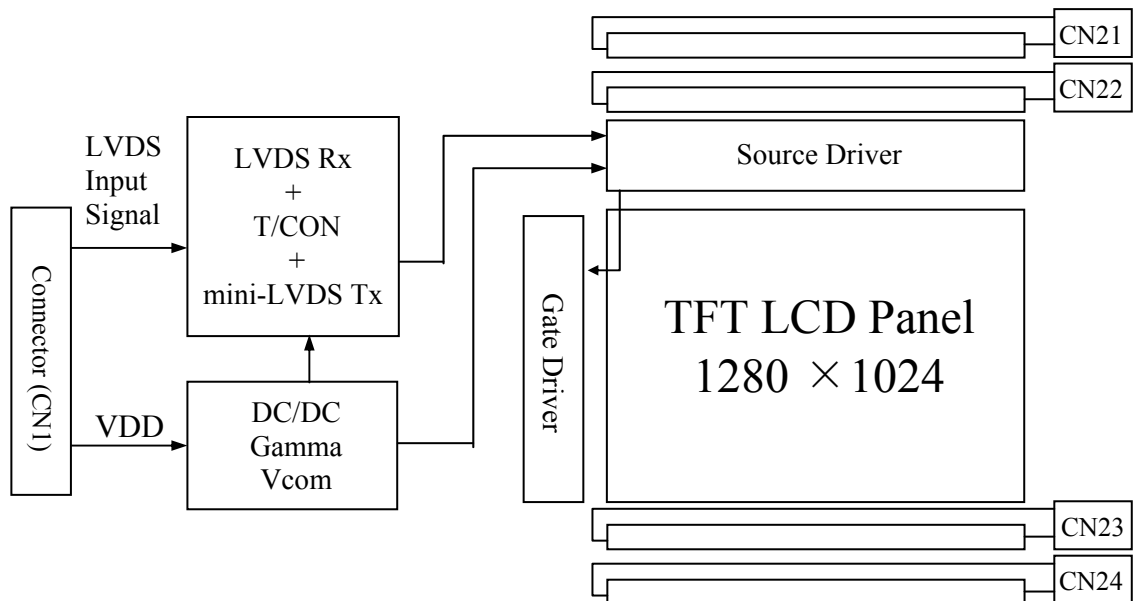 CN21
CN22
LVDS
Input
Signal
LVDS Rx
+
T/CON
+
mini-LVDS Tx
Source Driver
Connector (CN1)
Gate Driver
TFT LCD Panel
1280 × 1024
VDD
DC/DC
Gamma
Vcom
CN23
CN24